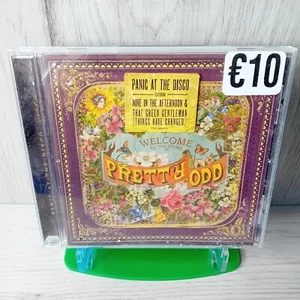 €10
PANIC AT THE DISCO
FEATURING
NINE IN THE AFTERNOON &
THAT GREEN GENTLEMAN
[THINGS HAVE CHANGED]
WELCOME
PRETTY. ODD